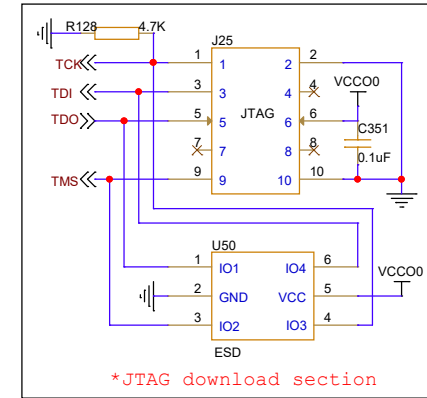 R128 4.7K
J25
TCK 1 1 2 2
TDI 3 3 4 4 VCCO0
TDO 5 5 JTAG 6 6
C351
7 7 8 8
0.1uF
TMS 9 9 10 10
U50
1 IO1 IO4 6
VCCO0
2 GND VCC 5
3 IO2 IO3 4
ESD
*JTAG download section